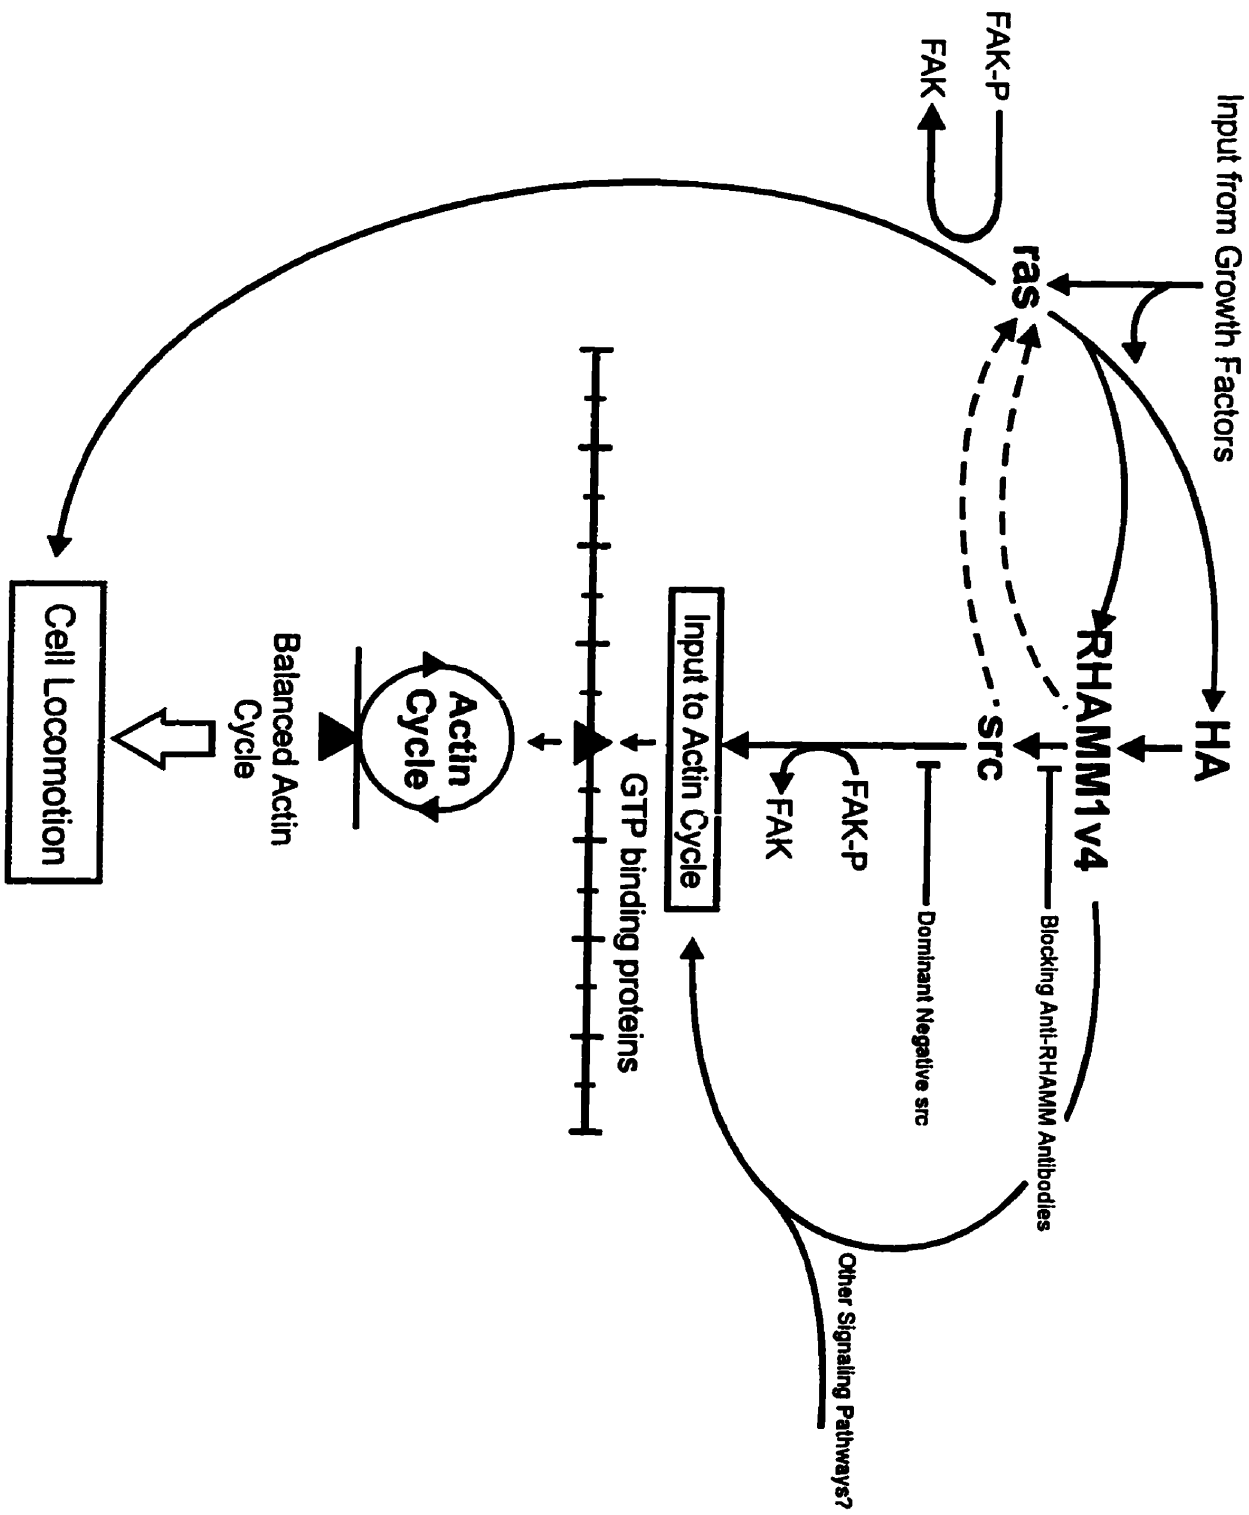 Input from Growth Factors
HA
FAK-P
FAK
ras
RHAMM1v4
Blocking Anti-RHAMM Antibodies
src
Dominant Negative src
FAK-P
FAK
Other Signaling Pathways?
Input to Actin Cycle
GTP binding proteins
Actin
Cycle
Balanced Actin
Cycle
Cell Locomotion